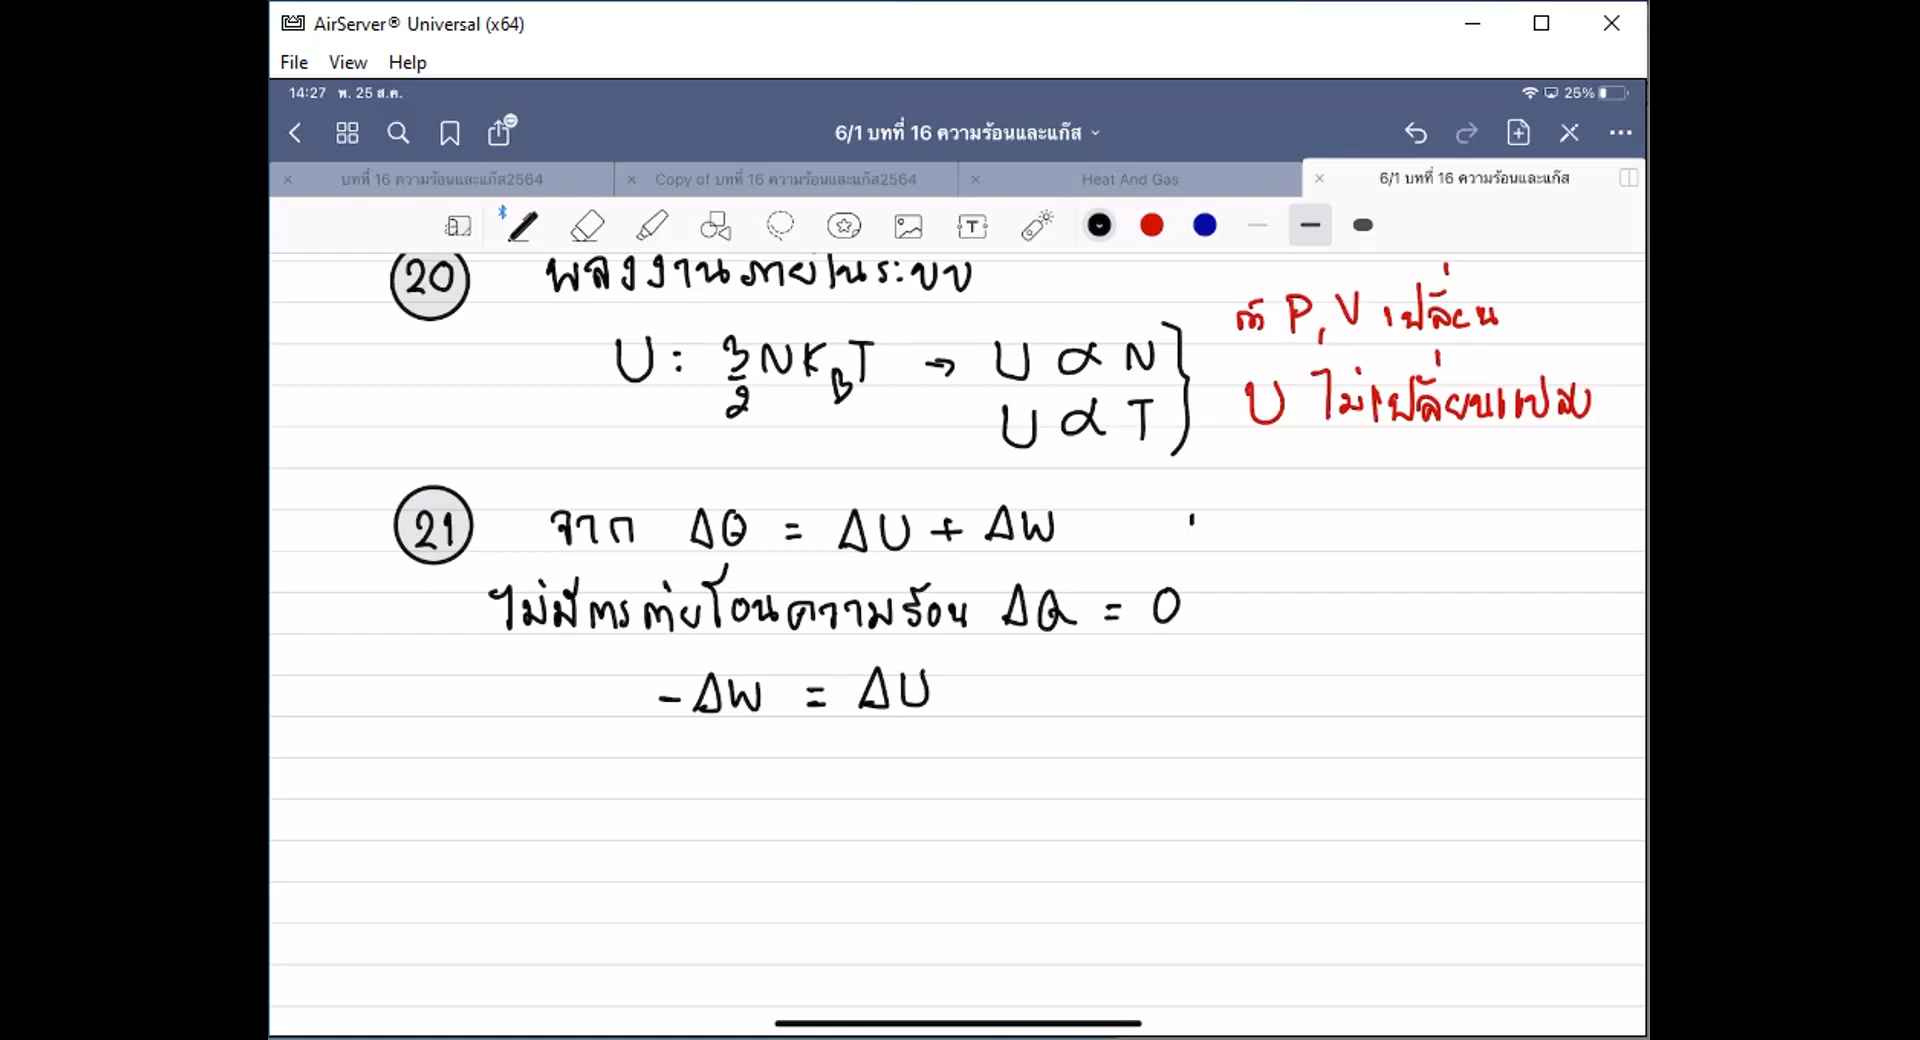 AirServer® Universal (x64)
File View Help
14:27 พ. 25 ส.ค. 25%
6/1 บทที่ 16 ความร้อนและแก๊ส
บทที่ 16 ความร้อนและแก๊ส2564 Copy of บทที่ 16 ความร้อนและแก๊ส2564 Heat And Gas 6/1 บทที่ 16 ความร้อนและแก๊ส
20 พลังงานภายในระบบ
U : 3/2 N K_B T → U ∝ N
U ∝ T
P, V เปลี่ยน
U ไม่เปลี่ยนแปลง
21 จาก ΔQ = ΔU + ΔW
ไม่มีการถ่ายโอนความร้อน ΔQ = 0
-ΔW = ΔU